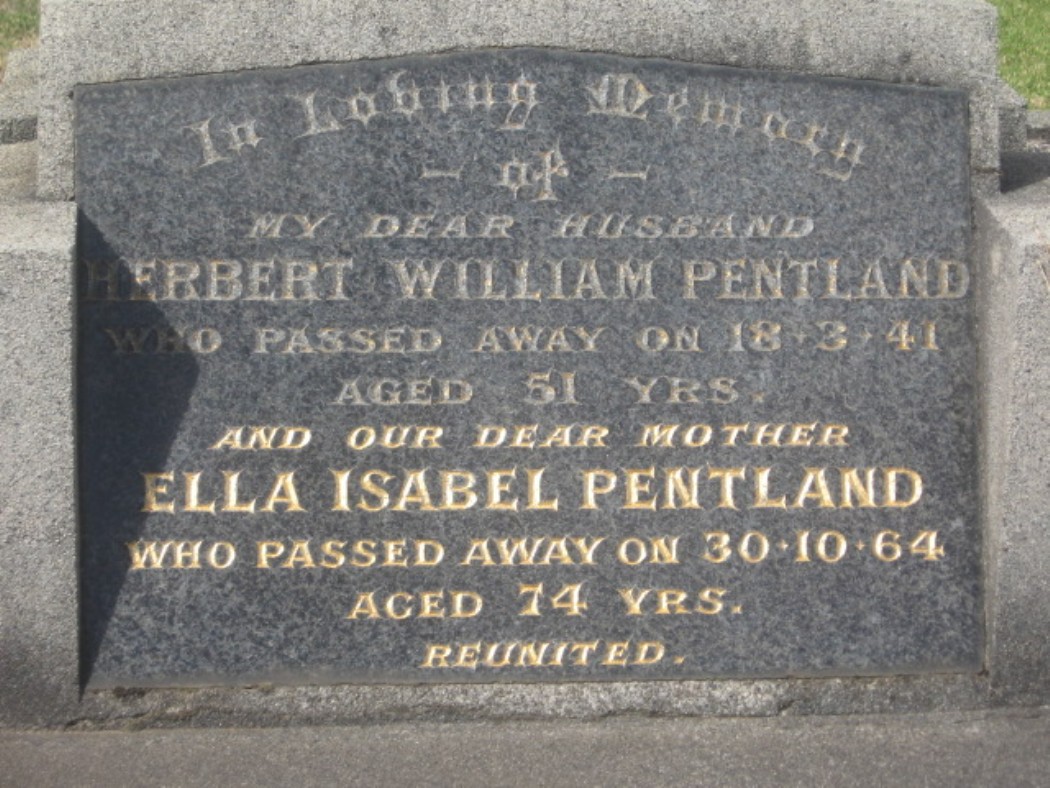 In Loving Memory
- of -
MY DEAR HUSBAND
HERBERT WILLIAM PENTLAND
WHO PASSED AWAY ON 18·3·41
AGED 51 YRS.
AND OUR DEAR MOTHER
ELLA ISABEL PENTLAND
WHO PASSED AWAY ON 30·10·64
AGED 74 YRS.
REUNITED.